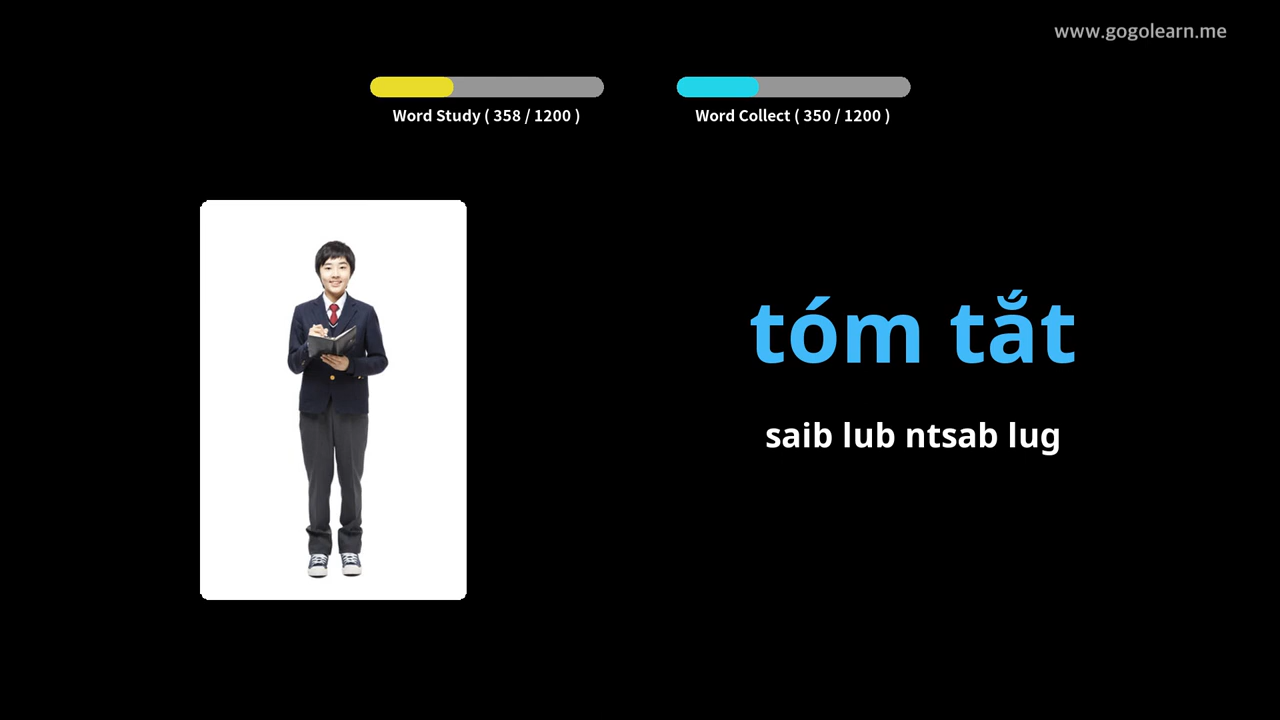 www.gogolearn.me
Word Study ( 358 / 1200 )
Word Collect ( 350 / 1200 )
tóm tắt
saib lub ntsab lug